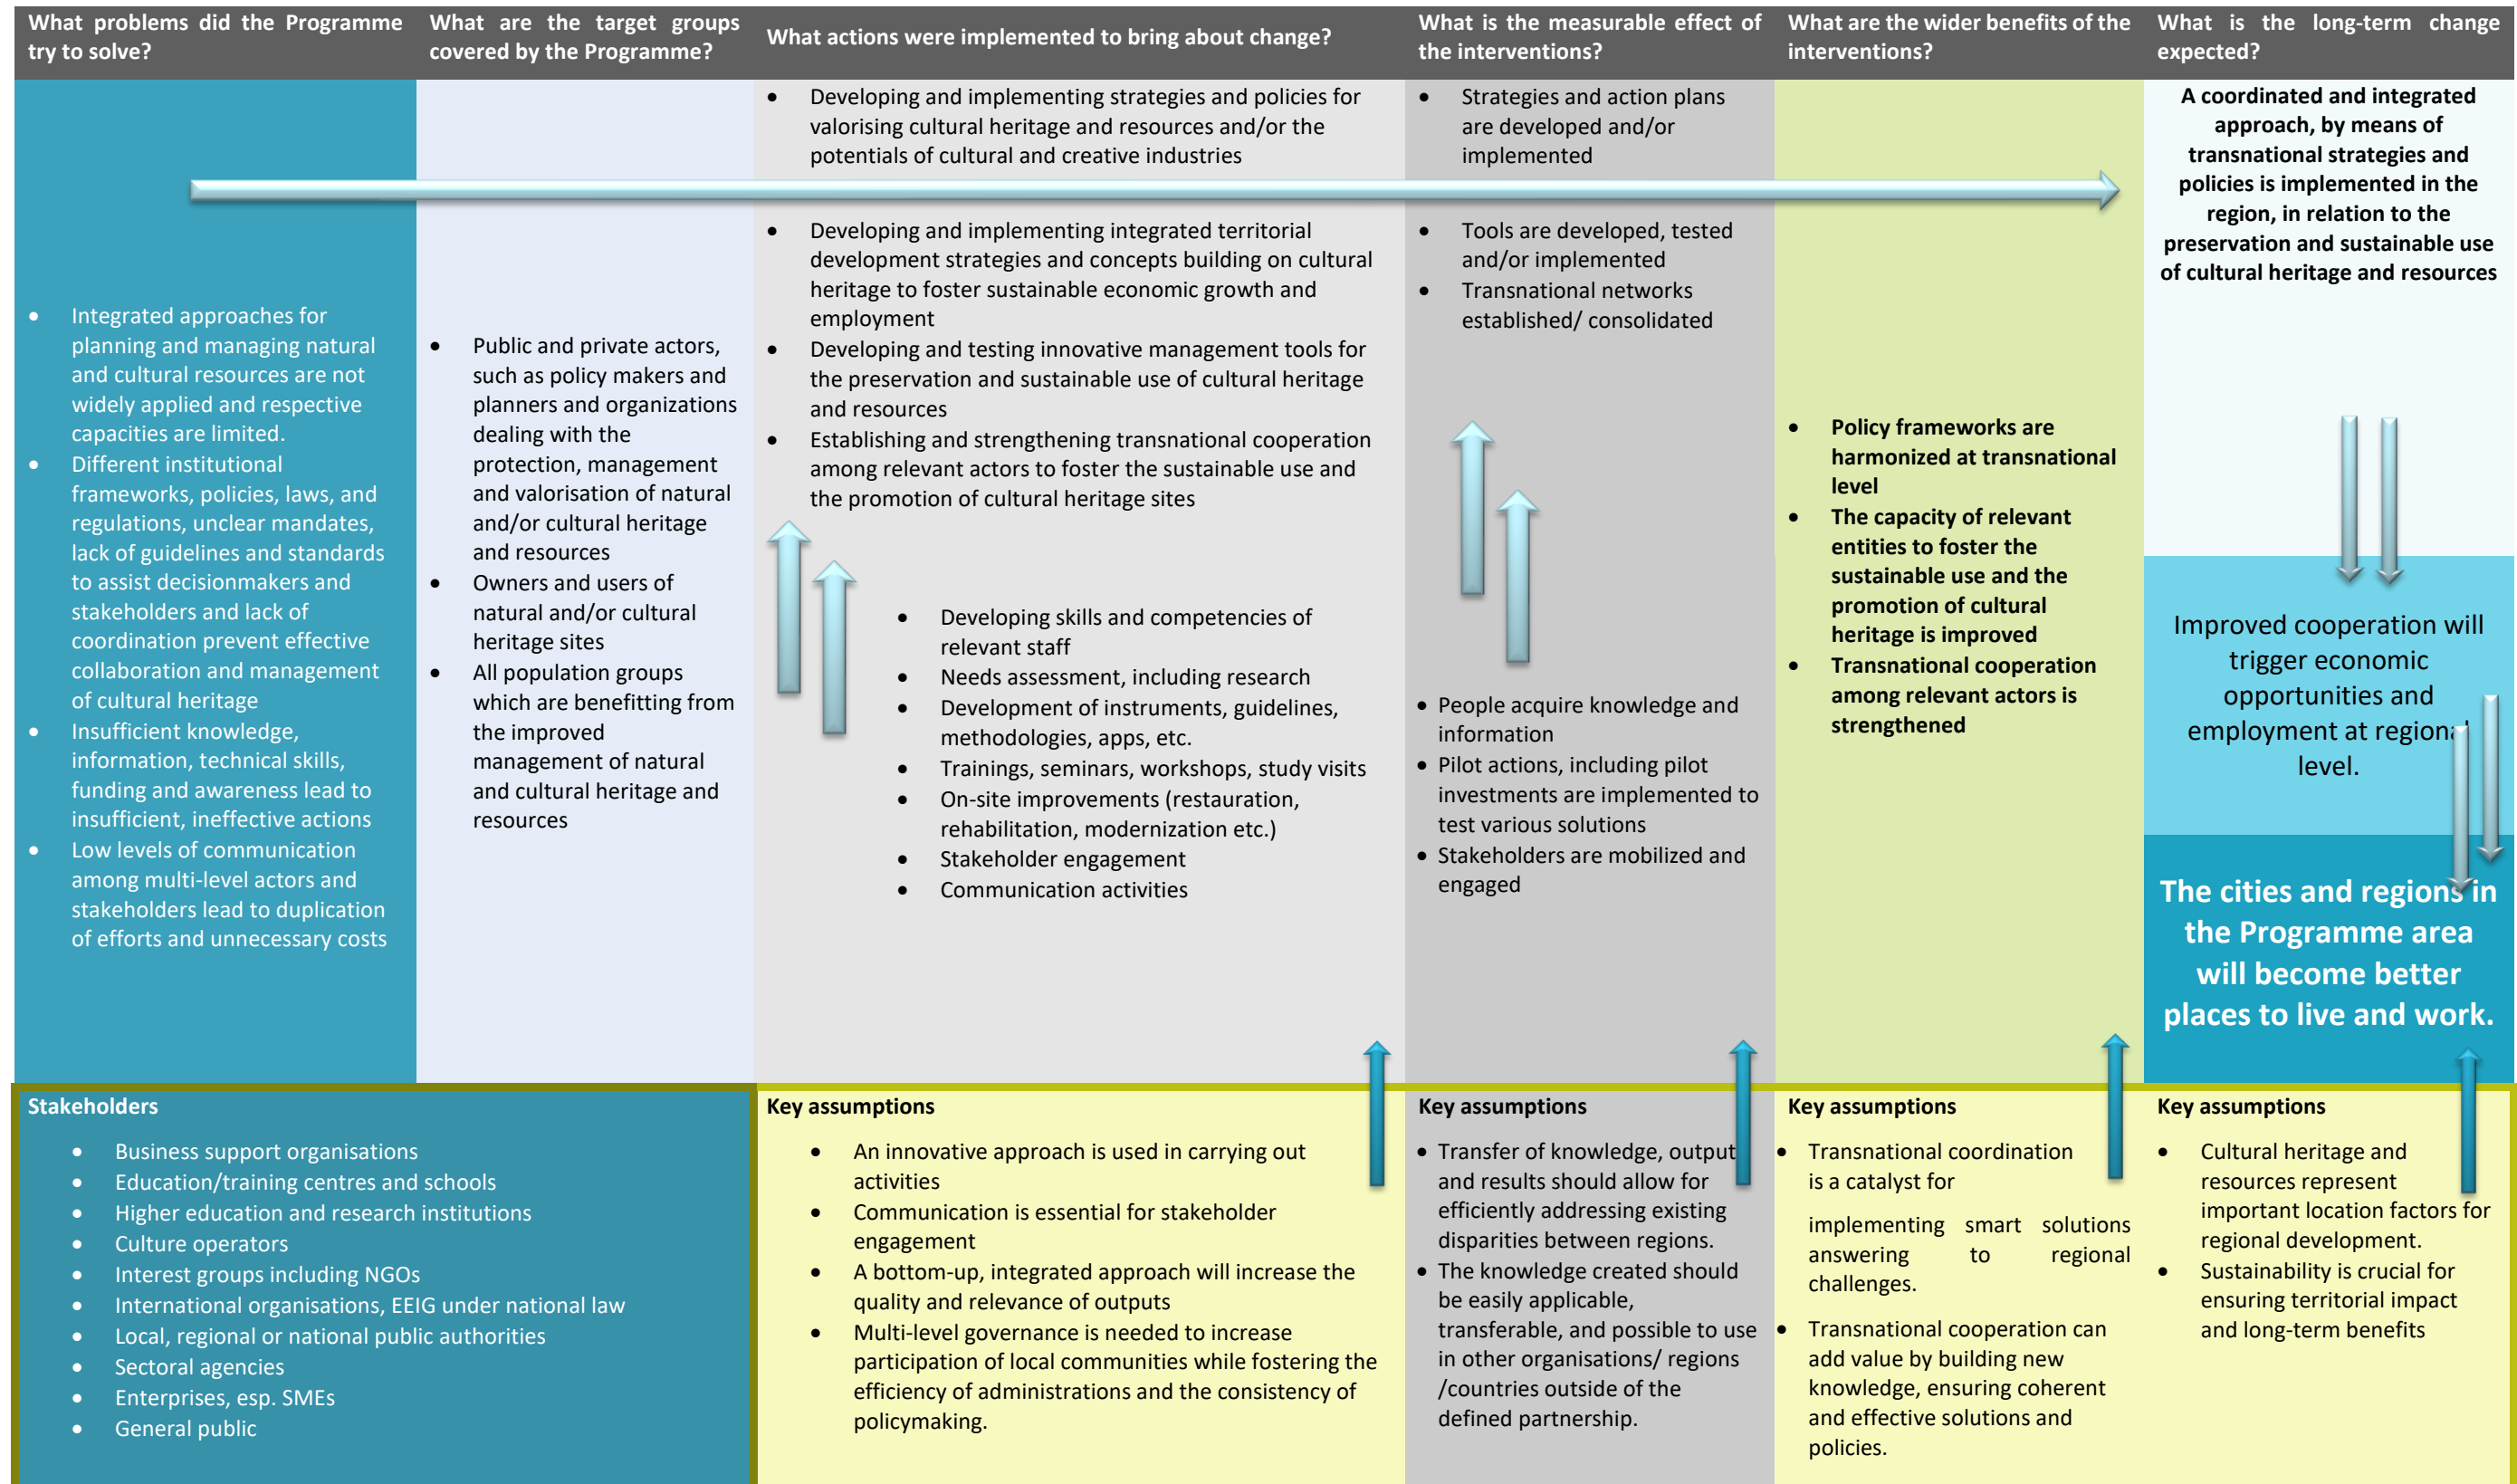 What problems did the Programme
try to solve?
What are the target groups
covered by the Programme?
What actions were implemented to bring about change?
What is the measurable effect of
the interventions?
What are the wider benefits of the
interventions?
What is the long-term change
expected?
• Integrated approaches for
planning and managing natural
and cultural resources are not
widely applied and respective
capacities are limited.
• Different institutional
frameworks, policies, laws, and
regulations, unclear mandates,
lack of guidelines and standards
to assist decisionmakers and
stakeholders and lack of
coordination prevent effective
collaboration and management
of cultural heritage
• Insufficient knowledge,
information, technical skills,
funding and awareness lead to
insufficient, ineffective actions
• Low levels of communication
among multi-level actors and
stakeholders lead to duplication
of efforts and unnecessary costs
• Public and private actors,
such as policy makers and
planners and organizations
dealing with the
protection, management
and valorisation of natural
and/or cultural heritage
and resources
• Owners and users of
natural and/or cultural
heritage sites
• All population groups
which are benefitting from
the improved
management of natural
and cultural heritage and
resources
• Developing and implementing strategies and policies for
valorising cultural heritage and resources and/or the
potentials of cultural and creative industries
• Developing and implementing integrated territorial
development strategies and concepts building on cultural
heritage to foster sustainable economic growth and
employment
• Developing and testing innovative management tools for
the preservation and sustainable use of cultural heritage
and resources
• Establishing and strengthening transnational cooperation
among relevant actors to foster the sustainable use and
the promotion of cultural heritage sites
• Developing skills and competencies of
relevant staff
• Needs assessment, including research
• Development of instruments, guidelines,
methodologies, apps, etc.
• Trainings, seminars, workshops, study visits
• On-site improvements (restauration,
rehabilitation, modernization etc.)
• Stakeholder engagement
• Communication activities
• Strategies and action plans
are developed and/or
implemented
• Tools are developed, tested
and/or implemented
• Transnational networks
established/ consolidated
• People acquire knowledge and
information
• Pilot actions, including pilot
investments are implemented to
test various solutions
• Stakeholders are mobilized and
engaged
• Policy frameworks are
harmonized at transnational
level
• The capacity of relevant
entities to foster the
sustainable use and the
promotion of cultural
heritage is improved
• Transnational cooperation
among relevant actors is
strengthened
A coordinated and integrated
approach, by means of
transnational strategies and
policies is implemented in the
region, in relation to the
preservation and sustainable use
of cultural heritage and resources
Improved cooperation will
trigger economic
opportunities and
employment at regional
level.
The cities and regions in
the Programme area
will become better
places to live and work.
Stakeholders
• Business support organisations
• Education/training centres and schools
• Higher education and research institutions
• Culture operators
• Interest groups including NGOs
• International organisations, EEIG under national law
• Local, regional or national public authorities
• Sectoral agencies
• Enterprises, esp. SMEs
• General public
Key assumptions
• An innovative approach is used in carrying out
activities
• Communication is essential for stakeholder
engagement
• A bottom-up, integrated approach will increase the
quality and relevance of outputs
• Multi-level governance is needed to increase
participation of local communities while fostering the
efficiency of administrations and the consistency of
policymaking.
Key assumptions
• Transfer of knowledge, output
and results should allow for
efficiently addressing existing
disparities between regions.
• The knowledge created should
be easily applicable,
transferable, and possible to use
in other organisations/ regions
/countries outside of the
defined partnership.
Key assumptions
• Transnational coordination
is a catalyst for
implementing smart solutions
answering to regional
challenges.
• Transnational cooperation can
add value by building new
knowledge, ensuring coherent
and effective solutions and
policies.
Key assumptions
• Cultural heritage and
resources represent
important location factors for
regional development.
• Sustainability is crucial for
ensuring territorial impact
and long-term benefits